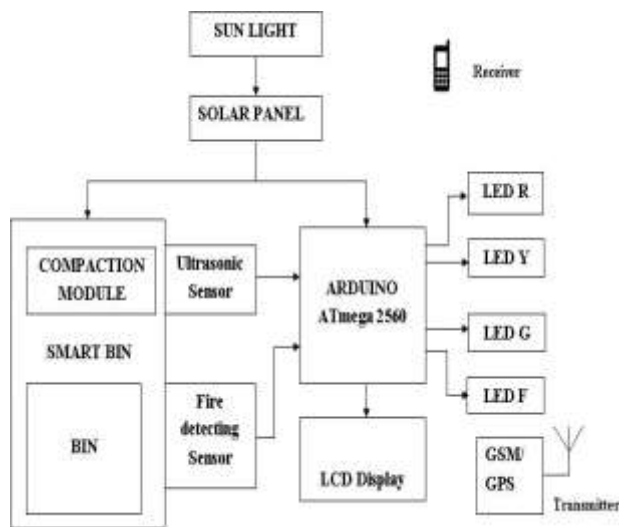 SUN LIGHT
Receiver
SOLAR PANEL
LED R
COMPACTION
MODULE
Ultrasonic
Sensor
ARDUINO
ATmega 2560
LED Y
SMART BIN
LED G
Fire
detecting
Sensor
LED F
BIN
LCD Display
GSM/
GPS
Transmitter